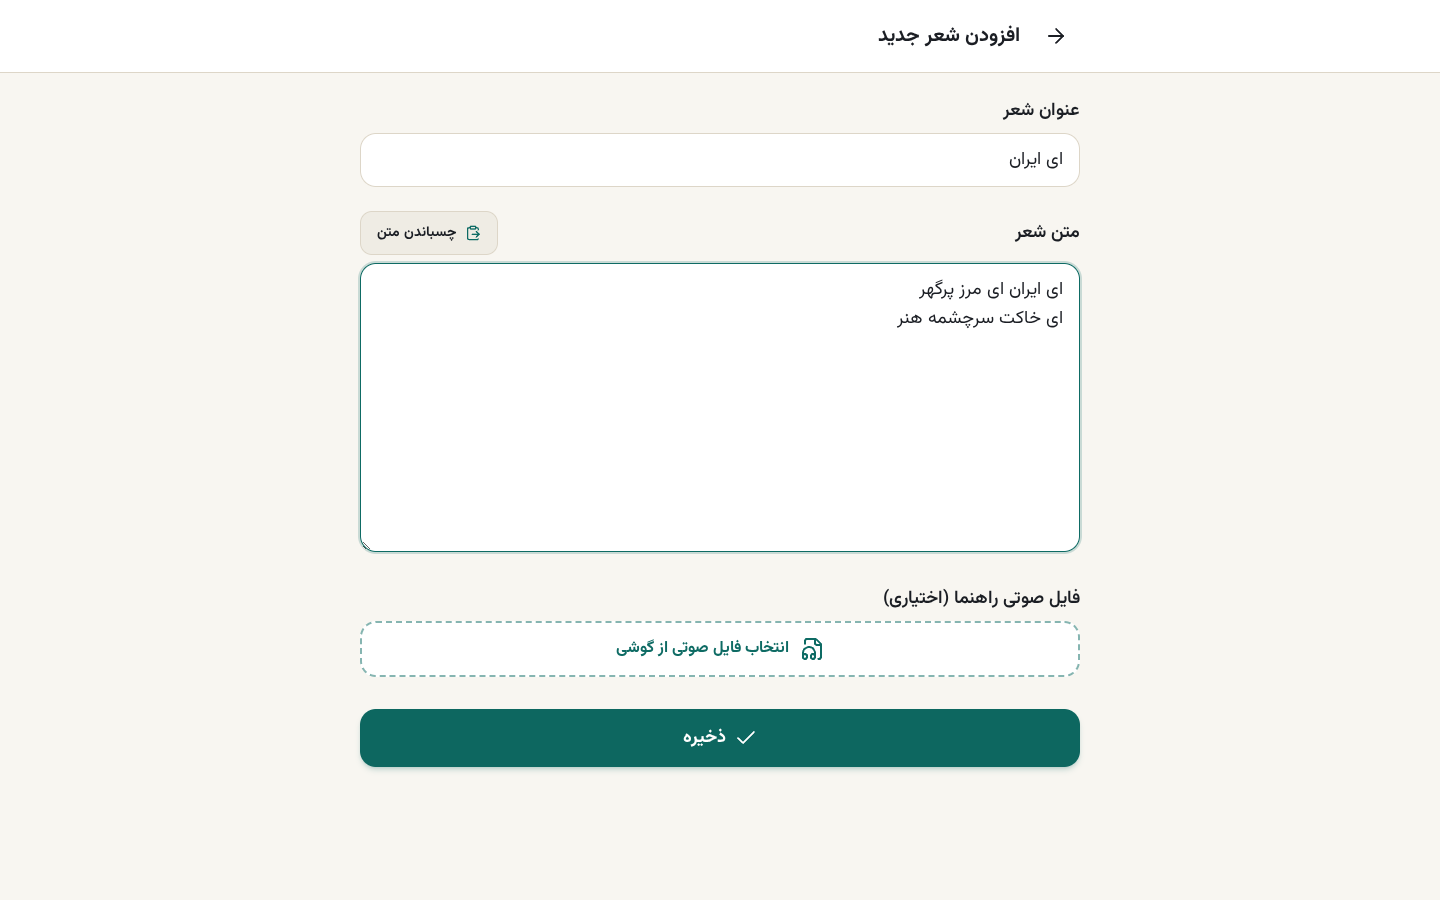 افزودن شعر جدید
عنوان شعر
ای ایران
متن شعر
چسباندن متن
ای ایران ای مرز پرگهر
ای خاکت سرچشمه هنر
فایل صوتی راهنما (اختیاری)
انتخاب فایل صوتی از گوشی
ذخیره